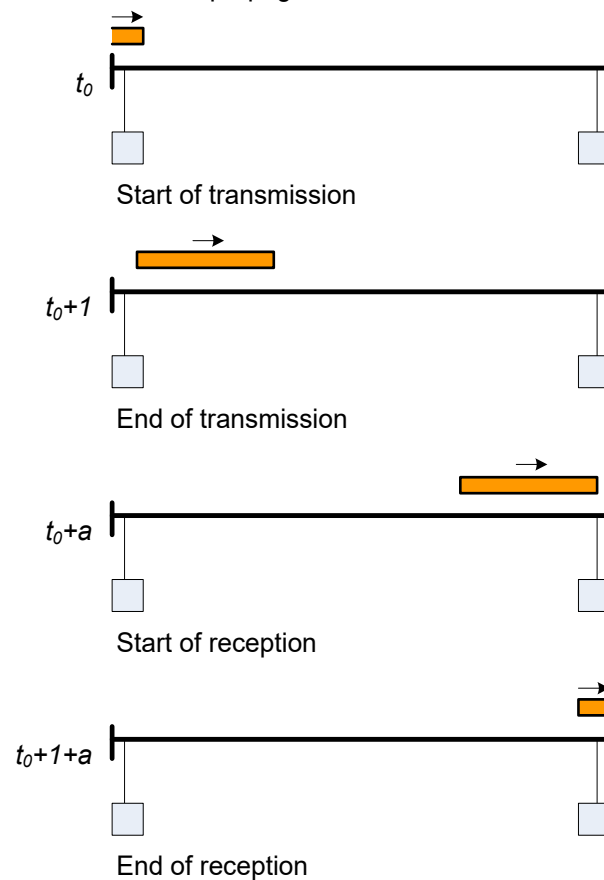 t0
Start of transmission
t0+1
End of transmission
t0+a
Start of reception
t0+1+a
End of reception